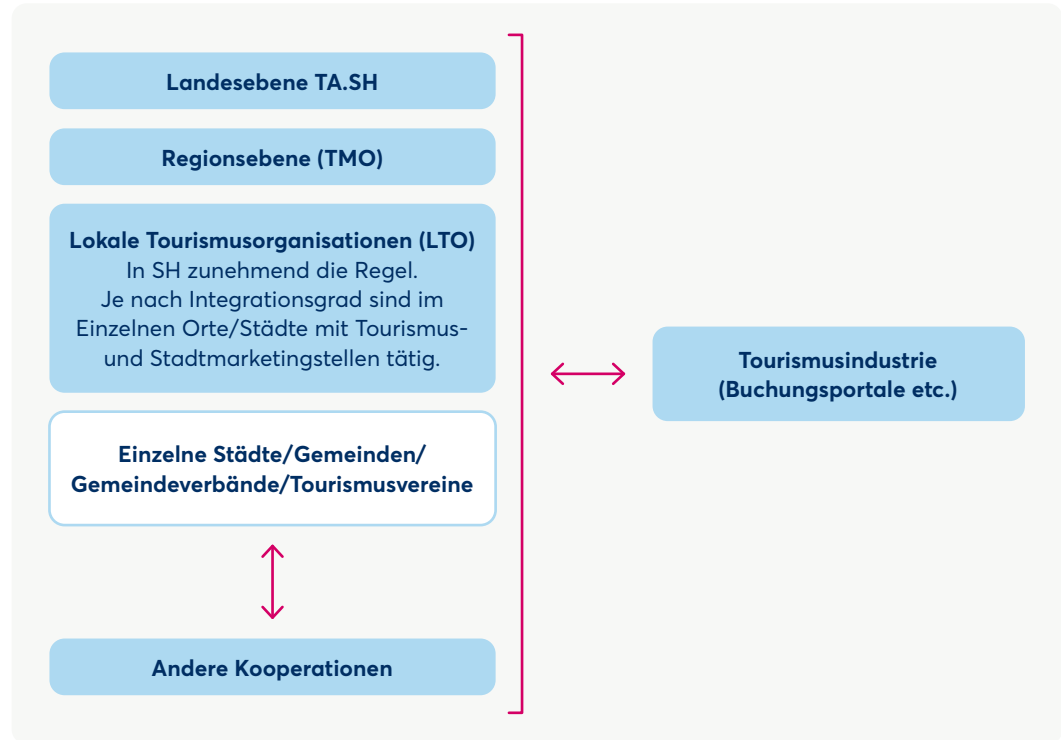 Landesebene TA.SH
Regionsebene (TMO)
Lokale Tourismusorganisationen (LTO)
In SH zunehmend die Regel.
Je nach Integrationsgrad sind im
Einzelnen Orte/Städte mit Tourismus-
und Stadtmarketingstellen tätig.
Einzelne Städte/Gemeinden/
Gemeindeverbände/Tourismusvereine
Andere Kooperationen
Tourismusindustrie
(Buchungsportale etc.)